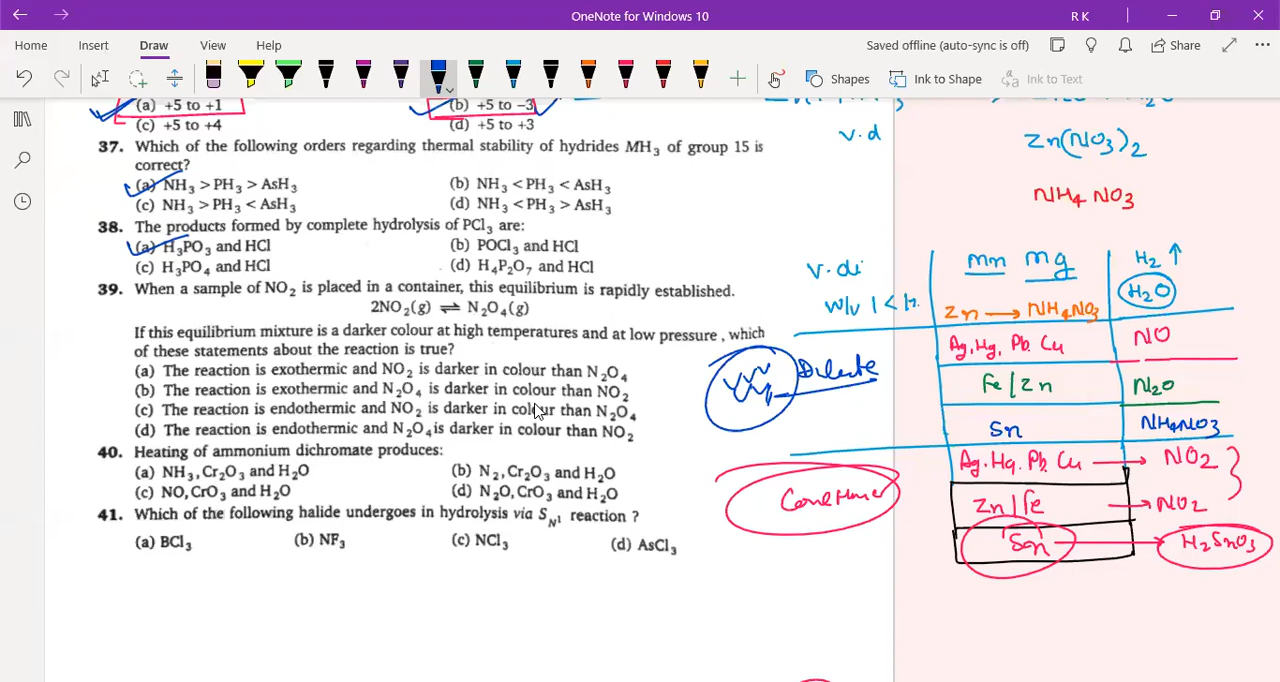 OneNote for Windows 10
R K
Home Insert Draw View Help
Saved offline (auto-sync is off)
Share
Shapes
Ink to Shape
Ink to Text
(a) +5 to +1 (b) +5 to −3
(c) +5 to +4 (d) +5 to +3
37. Which of the following orders regarding thermal stability of hydrides MH₃ of group 15 is
correct?
(a) NH₃ > PH₃ > AsH₃ (b) NH₃ < PH₃ < AsH₃
(c) NH₃ > PH₃ < AsH₃ (d) NH₃ < PH₃ > AsH₃
38. The products formed by complete hydrolysis of PCl₃ are:
(a) H₃PO₃ and HCl (b) POCl₃ and HCl
(c) H₃PO₄ and HCl (d) H₄P₂O₇ and HCl
39. When a sample of NO₂ is placed in a container, this equilibrium is rapidly established.
2NO₂(g) ⇌ N₂O₄(g)
If this equilibrium mixture is a darker colour at high temperatures and at low pressure , which
of these statements about the reaction is true?
(a) The reaction is exothermic and NO₂ is darker in colour than N₂O₄
(b) The reaction is exothermic and N₂O₄ is darker in colour than NO₂
(c) The reaction is endothermic and NO₂ is darker in colour than N₂O₄
(d) The reaction is endothermic and N₂O₄ is darker in colour than NO₂
40. Heating of ammonium dichromate produces:
(a) NH₃, Cr₂O₃ and H₂O (b) N₂, Cr₂O₃ and H₂O
(c) NO, CrO₃ and H₂O (d) N₂O, CrO₃ and H₂O
41. Which of the following halide undergoes in hydrolysis via S_N¹ reaction ?
(a) BCl₃ (b) NF₃ (c) NCl₃ (d) AsCl₃
v.d
Zn(NO₃)₂
NH₄ NO₃
v.di
Mn Mg H₂ ↑
H₂O
w/v
Zn → NH₄NO₃
Ag, Hg, Pb, Cu NO
Dilute
Fe/Zn N₂O
Sn NH₄NO₃
Ag, Hg, Pb, Cu → NO₂
Zn/Fe → NO₂
Sn → H₂SnO₃